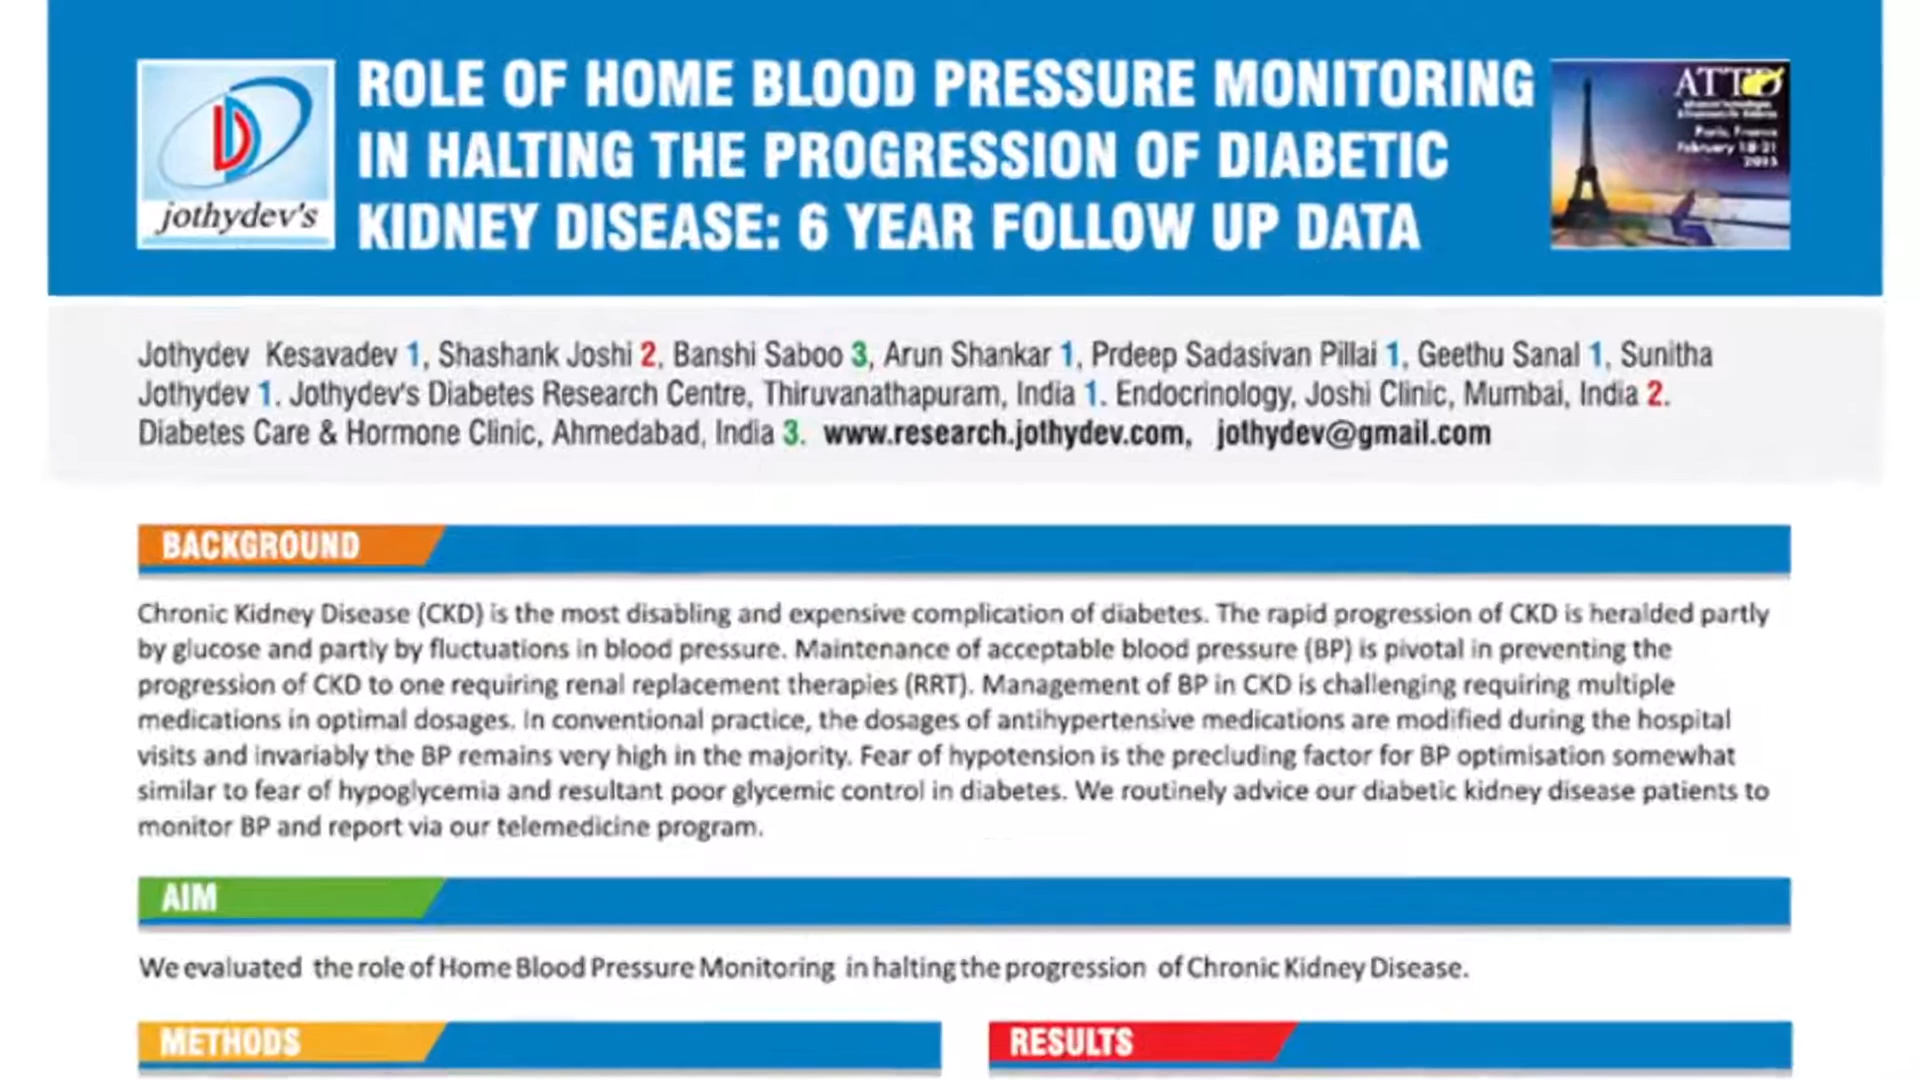 jothydev's
ROLE OF HOME BLOOD PRESSURE MONITORING
IN HALTING THE PROGRESSION OF DIABETIC
KIDNEY DISEASE: 6 YEAR FOLLOW UP DATA
ATTD
Paris, France
February 18-21
2015
Jothydev Kesavadev 1, Shashank Joshi 2, Banshi Saboo 3, Arun Shankar 1, Prdeep Sadasivan Pillai 1, Geethu Sanal 1, Sunitha
Jothydev 1. Jothydev's Diabetes Research Centre, Thiruvanathapuram, India 1. Endocrinology, Joshi Clinic, Mumbai, India 2.
Diabetes Care & Hormone Clinic, Ahmedabad, India 3. www.research.jothydev.com, jothydev@gmail.com
BACKGROUND
Chronic Kidney Disease (CKD) is the most disabling and expensive complication of diabetes. The rapid progression of CKD is heralded partly
by glucose and partly by fluctuations in blood pressure. Maintenance of acceptable blood pressure (BP) is pivotal in preventing the
progression of CKD to one requiring renal replacement therapies (RRT). Management of BP in CKD is challenging requiring multiple
medications in optimal dosages. In conventional practice, the dosages of antihypertensive medications are modified during the hospital
visits and invariably the BP remains very high in the majority. Fear of hypotension is the precluding factor for BP optimisation somewhat
similar to fear of hypoglycemia and resultant poor glycemic control in diabetes. We routinely advice our diabetic kidney disease patients to
monitor BP and report via our telemedicine program.
AIM
We evaluated the role of Home Blood Pressure Monitoring in halting the progression of Chronic Kidney Disease.
METHODS
RESULTS